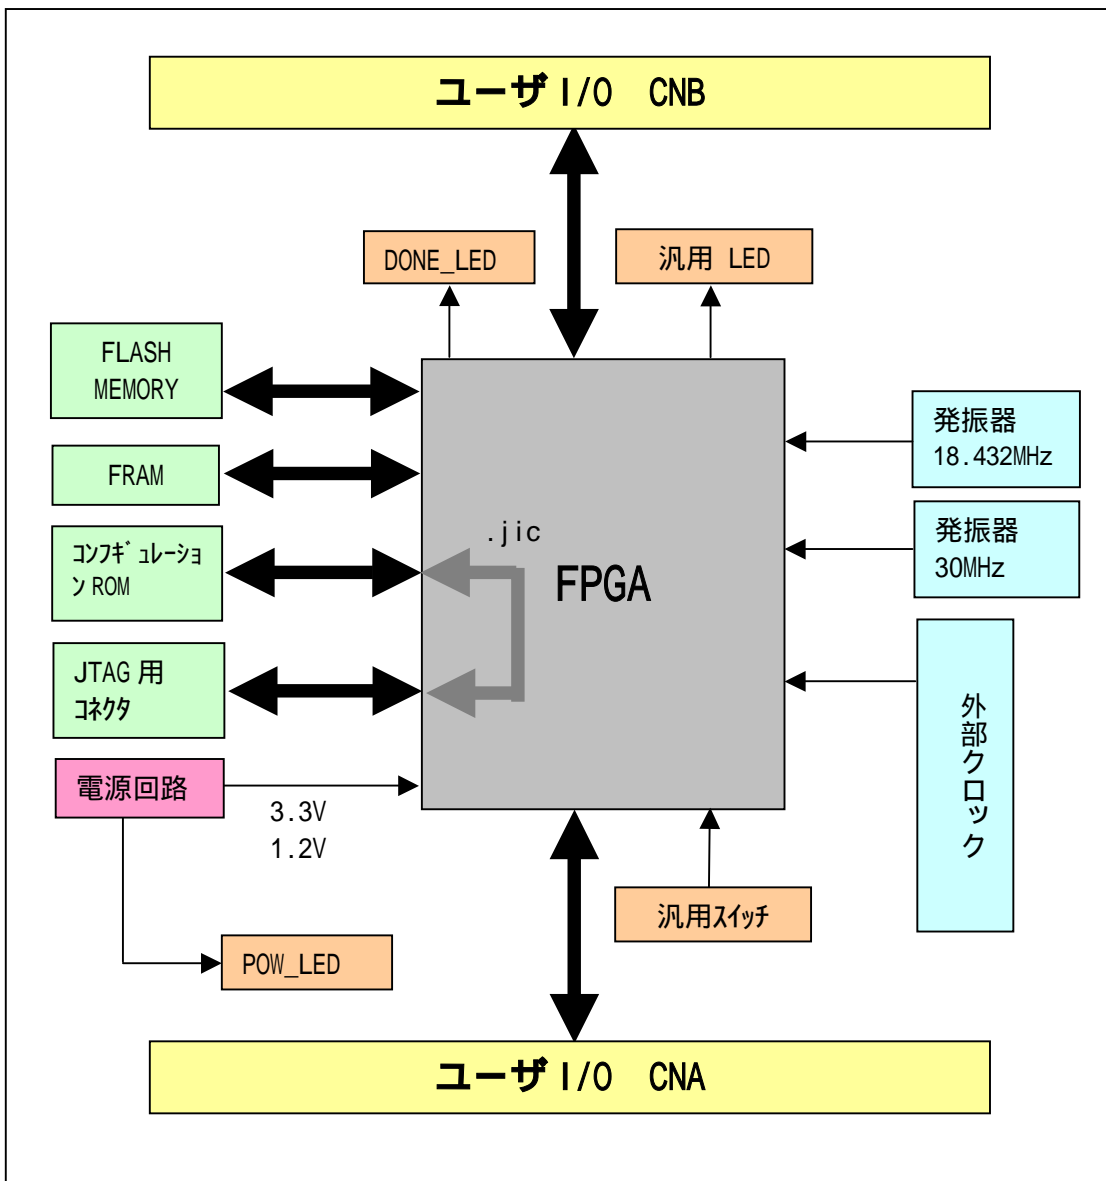 ユーザ I/O　CNB
DONE_LED
汎用 LED
FLASH
MEMORY
発振器
18.432MHz
FRAM
.jic
コンフギュレーショ
ン ROM
FPGA
発振器
30MHz
JTAG 用
コネクタ
外部クロック
電源回路
3.3V
1.2V
汎用スイッチ
POW_LED
ユーザ I/O　CNA